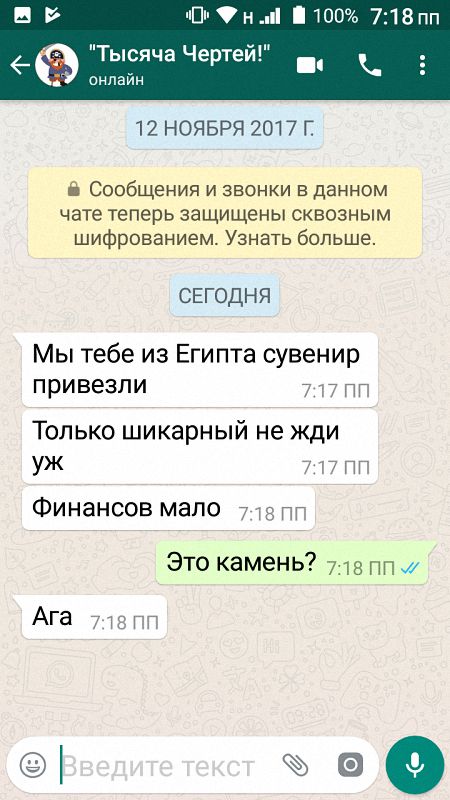 H 100% 7:18 пп
"Тысяча Чертей!"
онлайн
12 НОЯБРЯ 2017 Г.
Сообщения и звонки в данном
чате теперь защищены сквозным
шифрованием. Узнать больше.
СЕГОДНЯ
Мы тебе из Египта сувенир
привезли
7:17 ПП
Только шикарный не жди
уж
7:17 ПП
Финансов мало 7:18 ПП
Это камень? 7:18 ПП
Ага 7:18 ПП
Введите текст